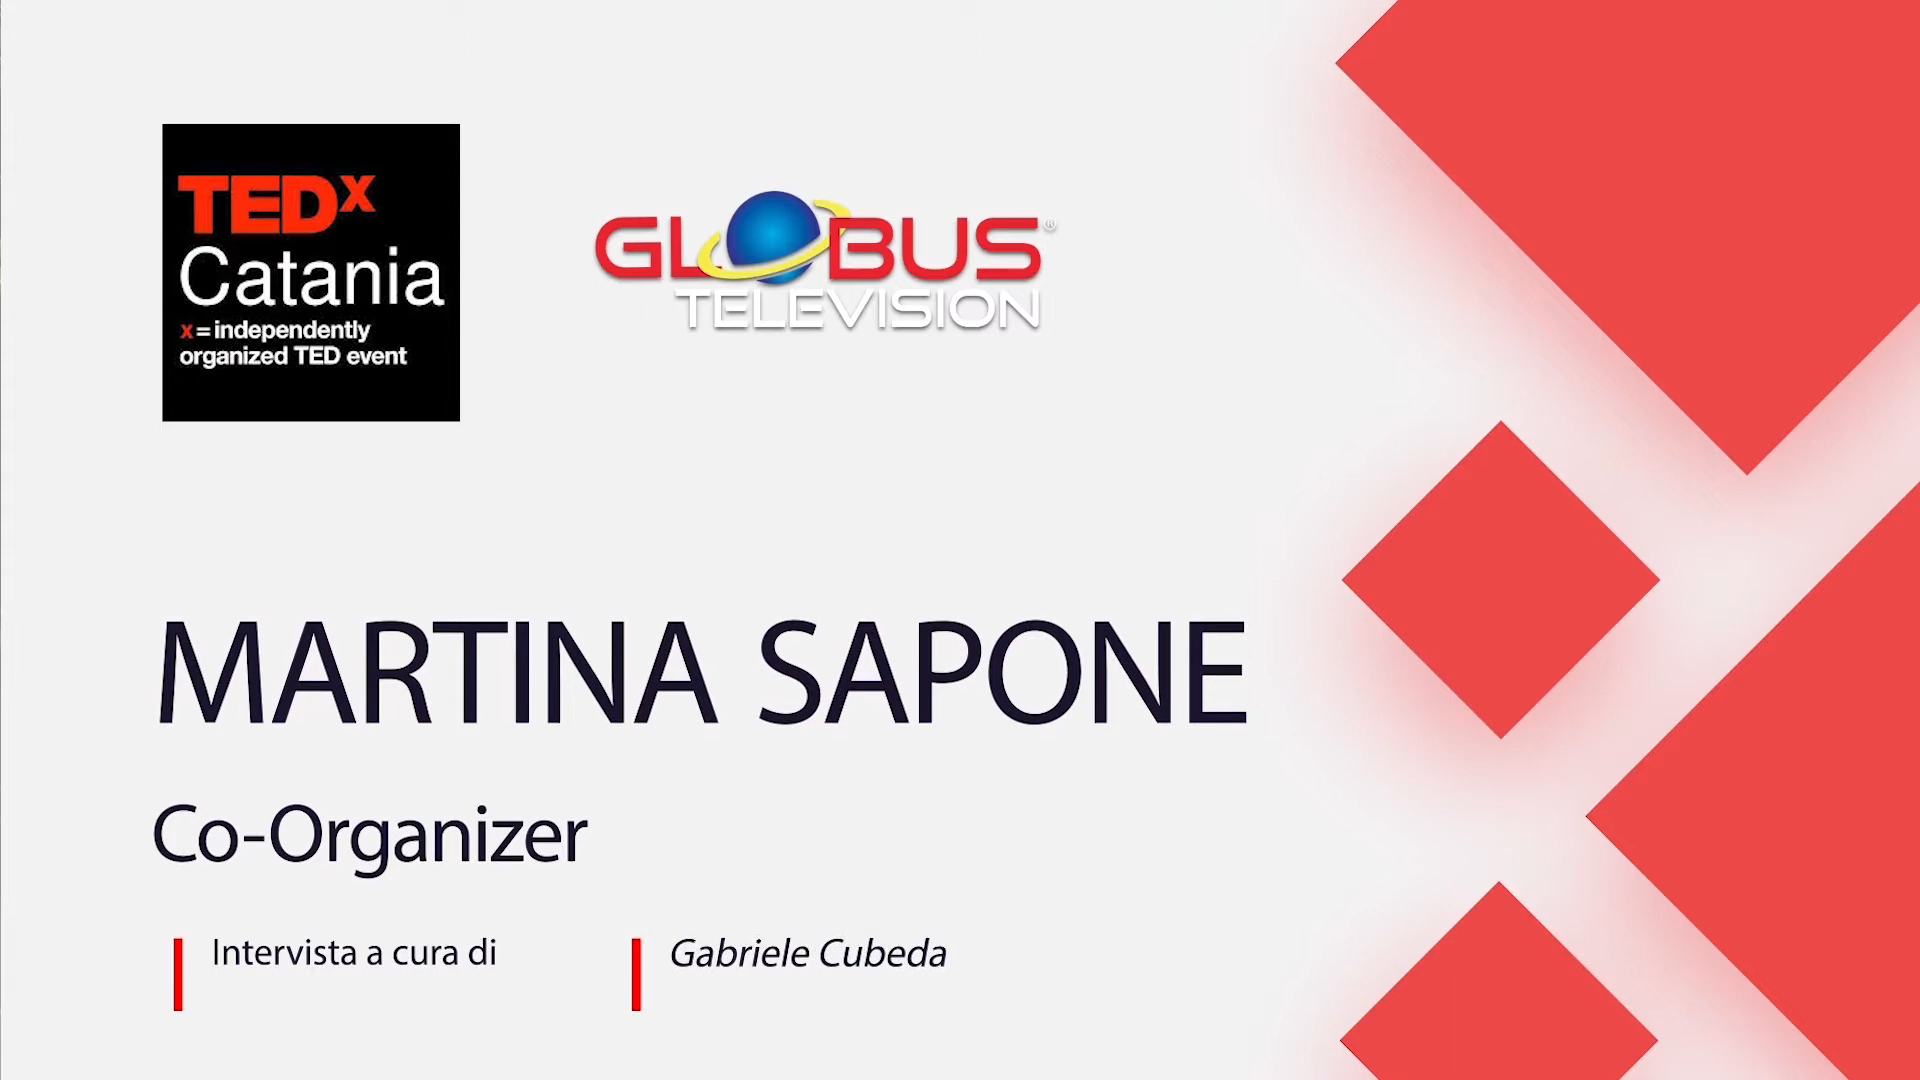 TEDx
Catania
x = independently
organized TED event
GLOBUS®
TELEVISION
MARTINA SAPONE
Co-Organizer
Intervista a cura di
Gabriele Cubeda